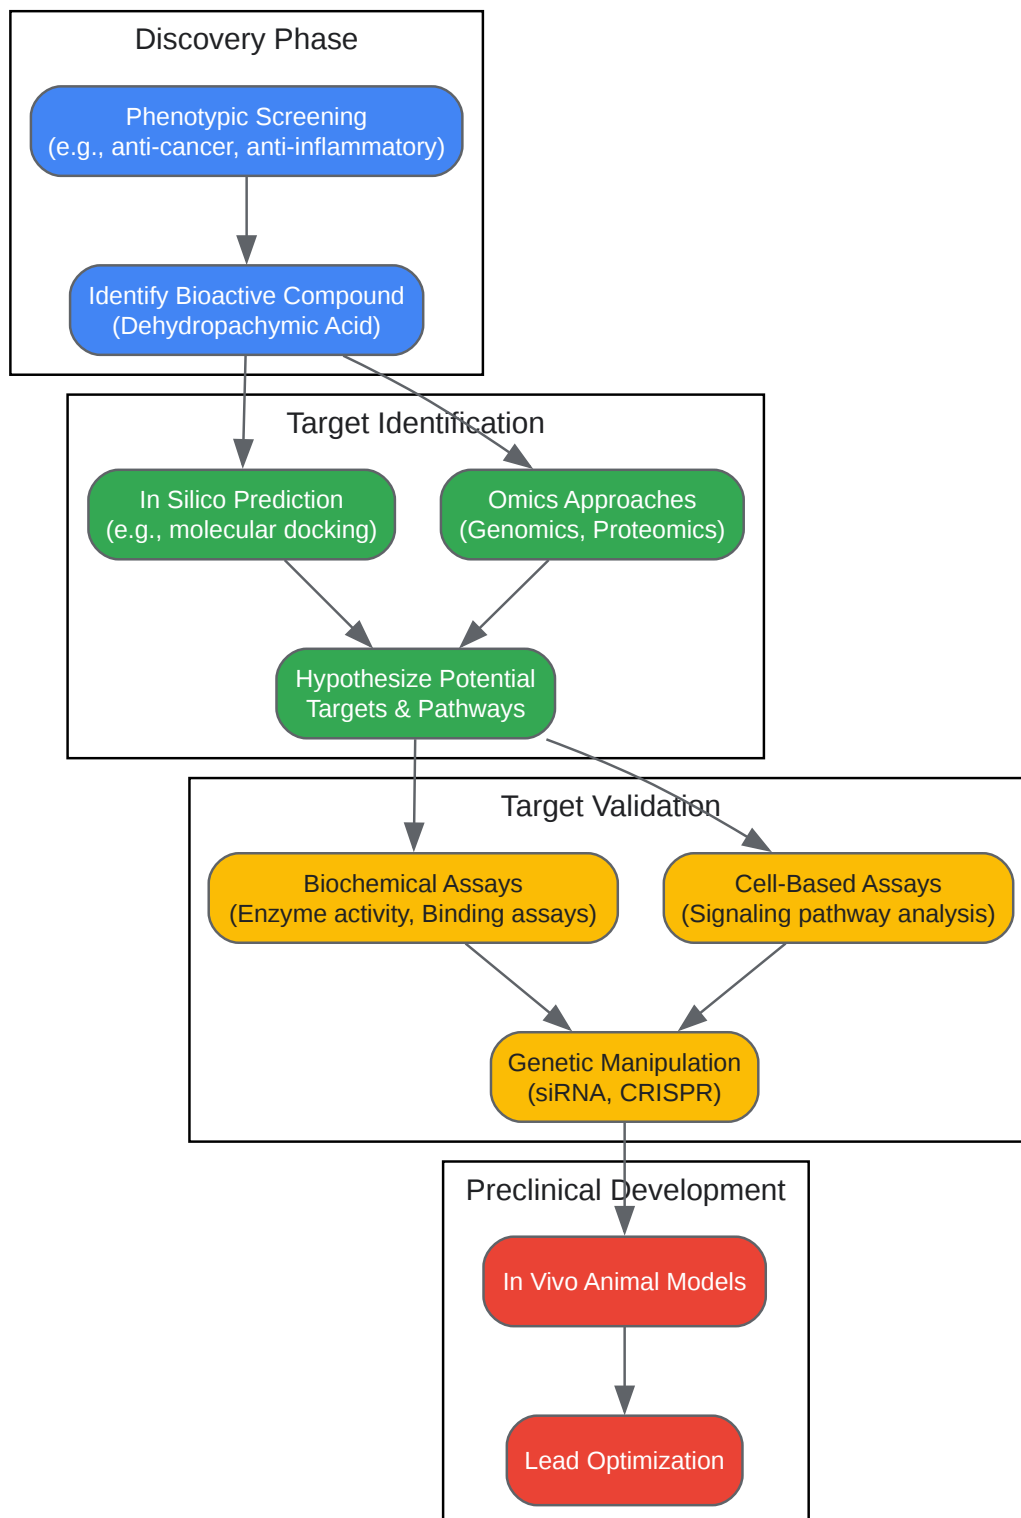 Discovery Phase
Phenotypic Screening
(e.g., anti-cancer, anti-inflammatory)
Identify Bioactive Compound
(Dehydropachymic Acid)
Target Identification
In Silico Prediction
(e.g., molecular docking)
Omics Approaches
(Genomics, Proteomics)
Hypothesize Potential
Targets & Pathways
Target Validation
Biochemical Assays
(Enzyme activity, Binding assays)
Cell-Based Assays
(Signaling pathway analysis)
Genetic Manipulation
(siRNA, CRISPR)
Preclinical Development
In Vivo Animal Models
Lead Optimization